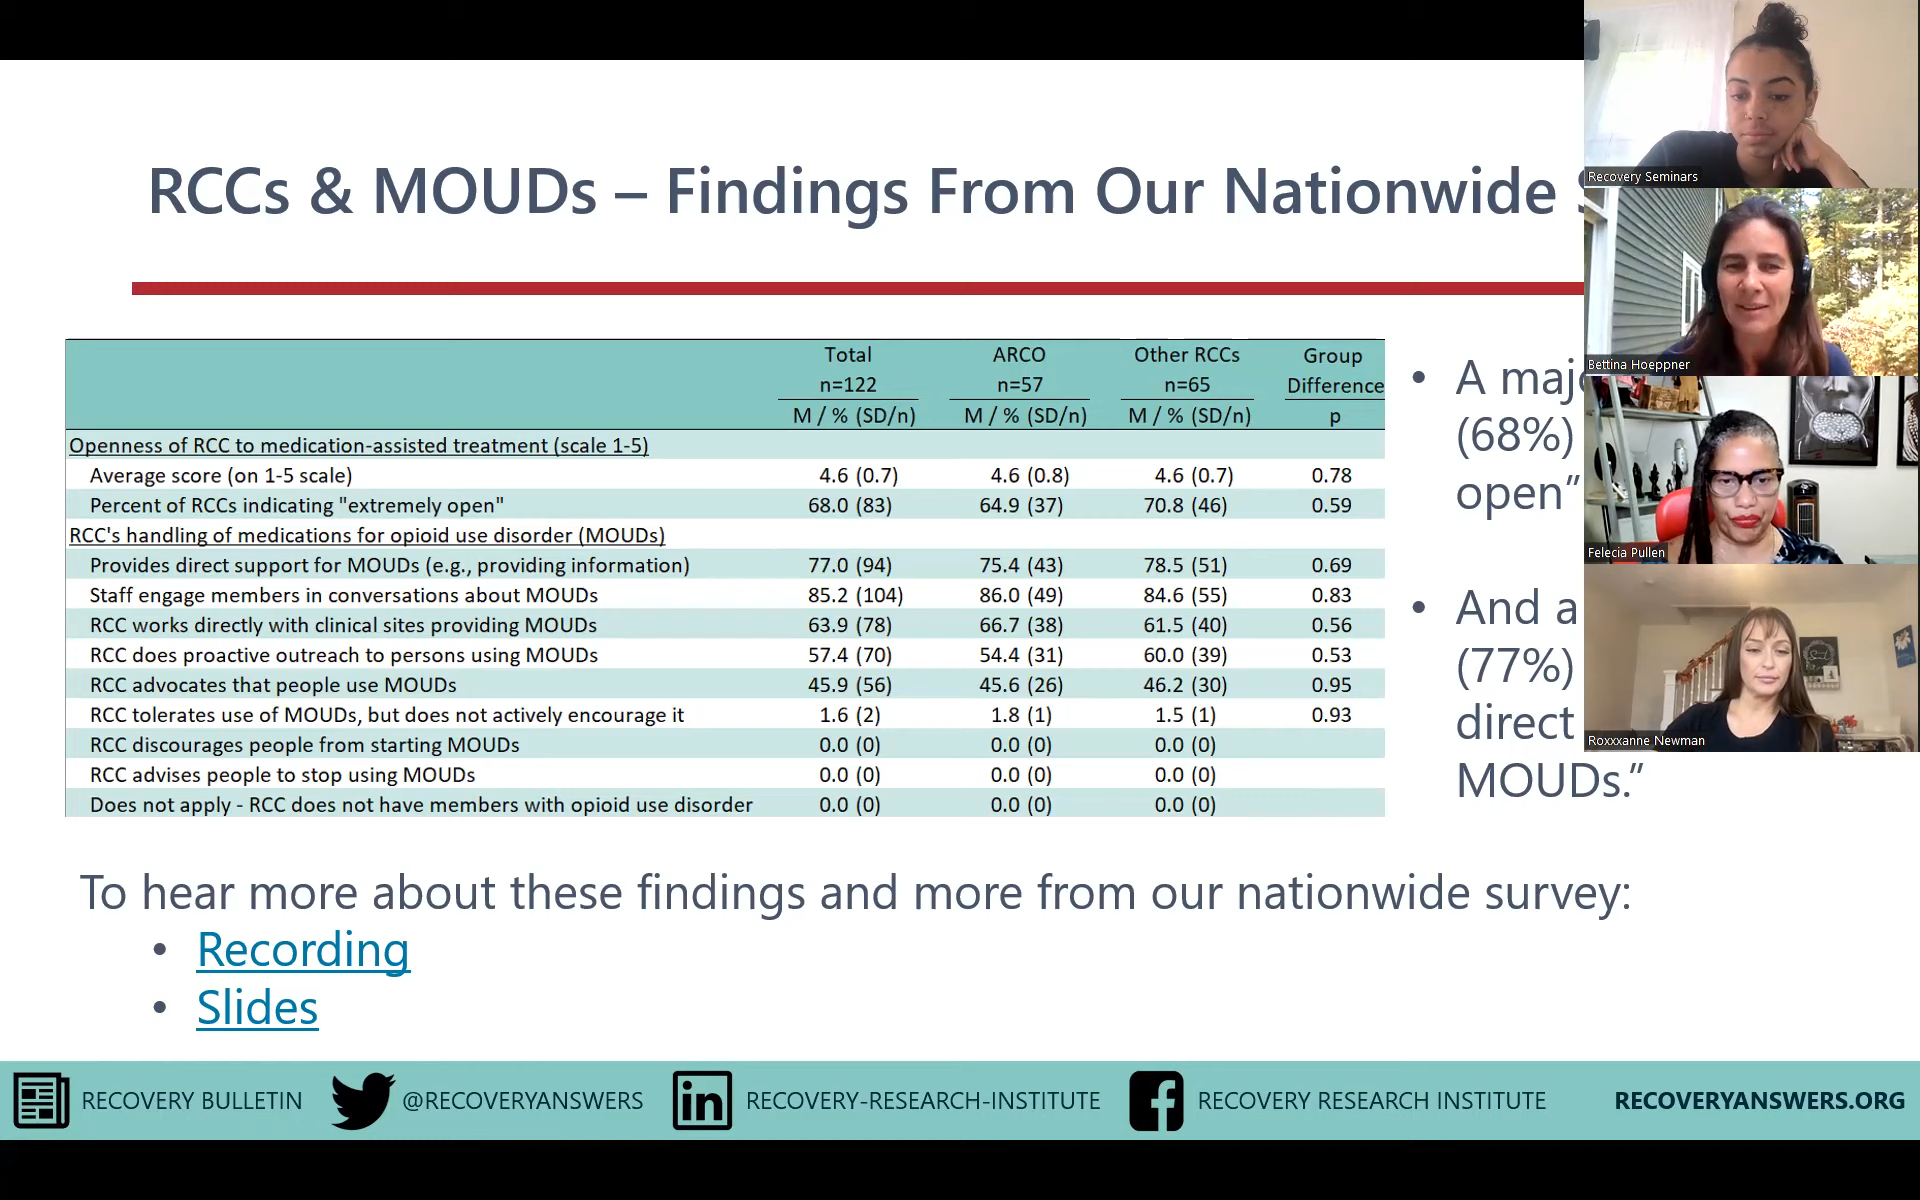 RCCs & MOUDs – Findings From Our Nationwide
Total ARCO Other RCCs Group
n=122 n=57 n=65 Difference
M / % (SD/n) M / % (SD/n) M / % (SD/n) p
Openness of RCC to medication-assisted treatment (scale 1-5)
Average score (on 1-5 scale) 4.6 (0.7) 4.6 (0.8) 4.6 (0.7) 0.78
Percent of RCCs indicating "extremely open" 68.0 (83) 64.9 (37) 70.8 (46) 0.59
RCC's handling of medications for opioid use disorder (MOUDs)
Provides direct support for MOUDs (e.g., providing information) 77.0 (94) 75.4 (43) 78.5 (51) 0.69
Staff engage members in conversations about MOUDs 85.2 (104) 86.0 (49) 84.6 (55) 0.83
RCC works directly with clinical sites providing MOUDs 63.9 (78) 66.7 (38) 61.5 (40) 0.56
RCC does proactive outreach to persons using MOUDs 57.4 (70) 54.4 (31) 60.0 (39) 0.53
RCC advocates that people use MOUDs 45.9 (56) 45.6 (26) 46.2 (30) 0.95
RCC tolerates use of MOUDs, but does not actively encourage it 1.6 (2) 1.8 (1) 1.5 (1) 0.93
RCC discourages people from starting MOUDs 0.0 (0) 0.0 (0) 0.0 (0)
RCC advises people to stop using MOUDs 0.0 (0) 0.0 (0) 0.0 (0)
Does not apply - RCC does not have members with opioid use disorder 0.0 (0) 0.0 (0) 0.0 (0)
• A
(68%)
open”
• And a
(77%)
direct
MOUDs.”
To hear more about these findings and more from our nationwide survey:
• Recording
• Slides
RECOVERY BULLETIN @RECOVERYANSWERS RECOVERY-RESEARCH-INSTITUTE RECOVERY RESEARCH INSTITUTE RECOVERYANSWERS.ORG
Recovery Seminars
Bettina Hoeppner
Felecia Pullen
Roxxxanne Newman